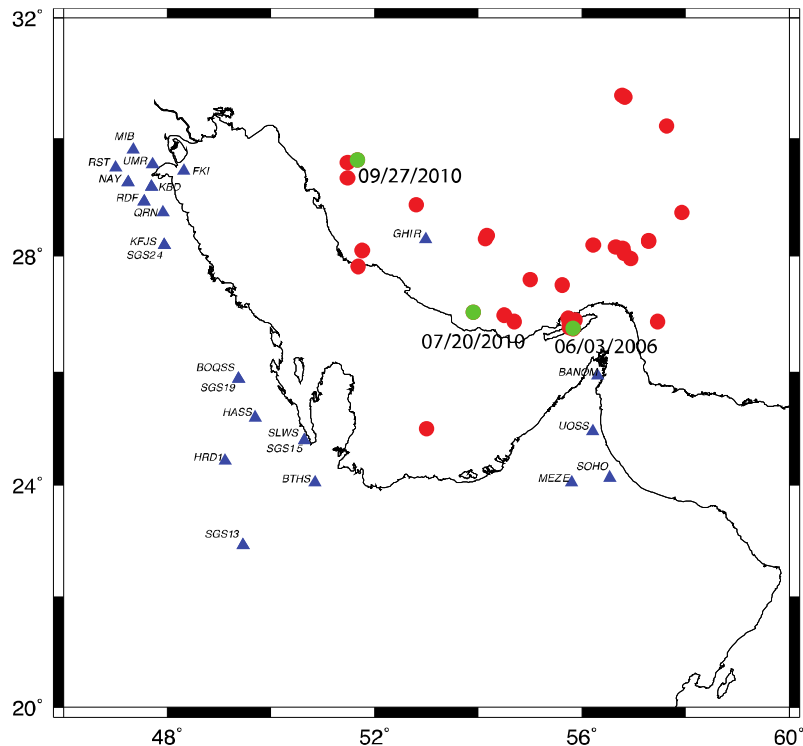 32°
MIB
RST
UMR
FKI
NAY
KBD
RDF
QRN
09/27/2010
GHIR
KFJS
SGS24
28°
07/20/2010
06/03/2006
BOQSS
SGS19
BANOM
HASS
SLWS
SGS15
UOSS
HRD1
SOHO
BTHS
MEZE
24°
SGS13
20°
48°
52°
56°
60°